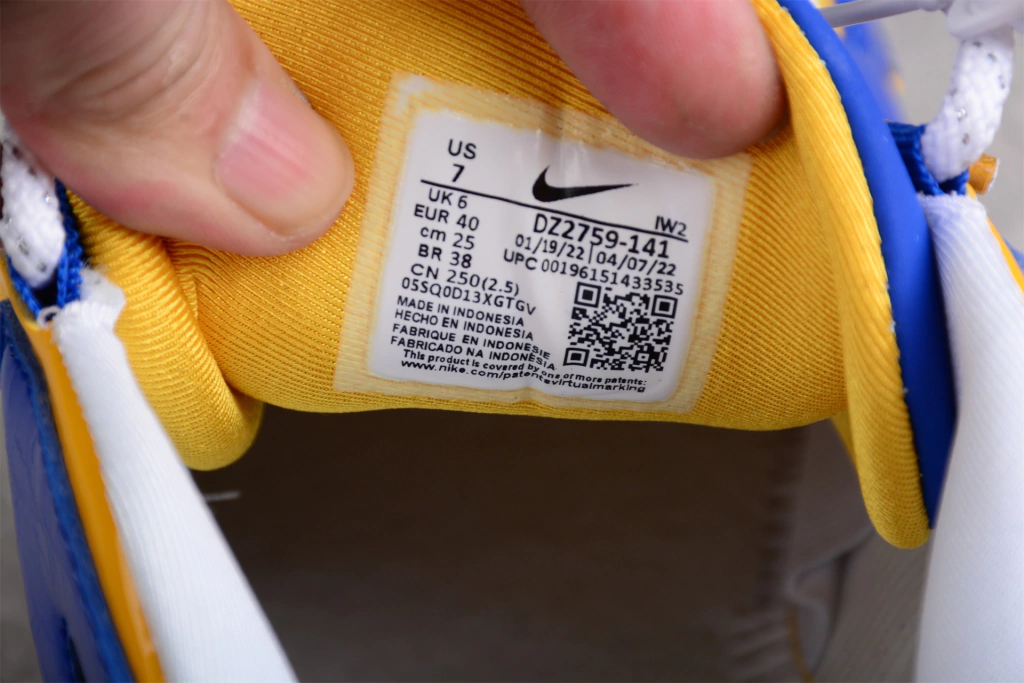 US
7
UK 6
EUR 40
cm 25
BR 38
CN 250(2.5)
05SQ0D13XGTGV
IW2
DZ2759-141
01/19/22 | 04/07/22
UPC 00196151433535
MADE IN INDONESIA
HECHO EN INDONESIA
FABRIQUE EN INDONESIE
FABRICADO NA INDONÈSIA
This product is covered by one or more patents:
www.nike.com/patentsvirtualmarking